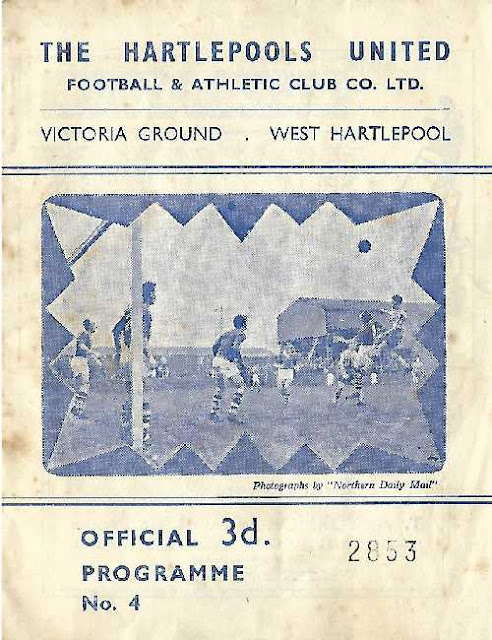 THE HARTLEPOOLS UNITED
FOOTBALL & ATHLETIC CLUB CO. LTD.
VICTORIA GROUND . WEST HARTLEPOOL
Photographs by "Northern Daily Mail"
OFFICIAL 3d.
PROGRAMME
No. 4
2853